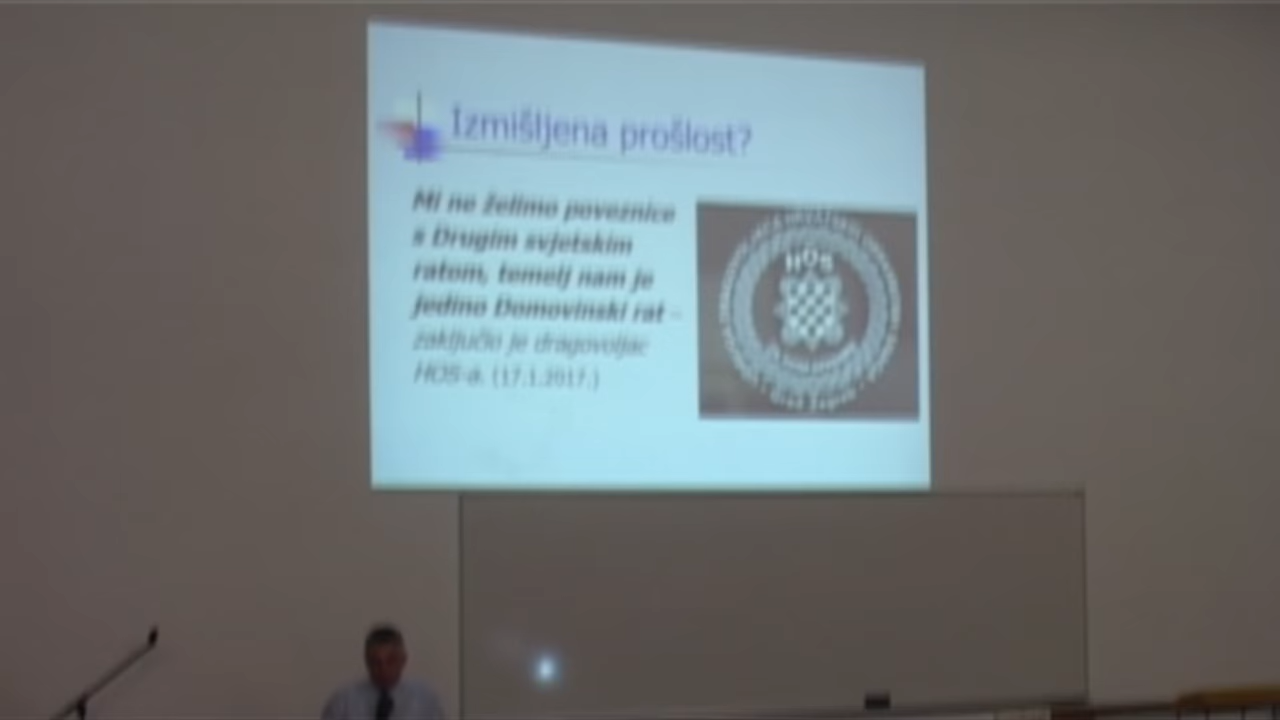 Izmišljena prošlost?
Mi ne želimo poveznice
s Drugim svjetskim
ratom, temelj nam je
jedino Domovinski rat –
zaključio je dragovoljac
HOS-a. (17.1.2017.)
HOS